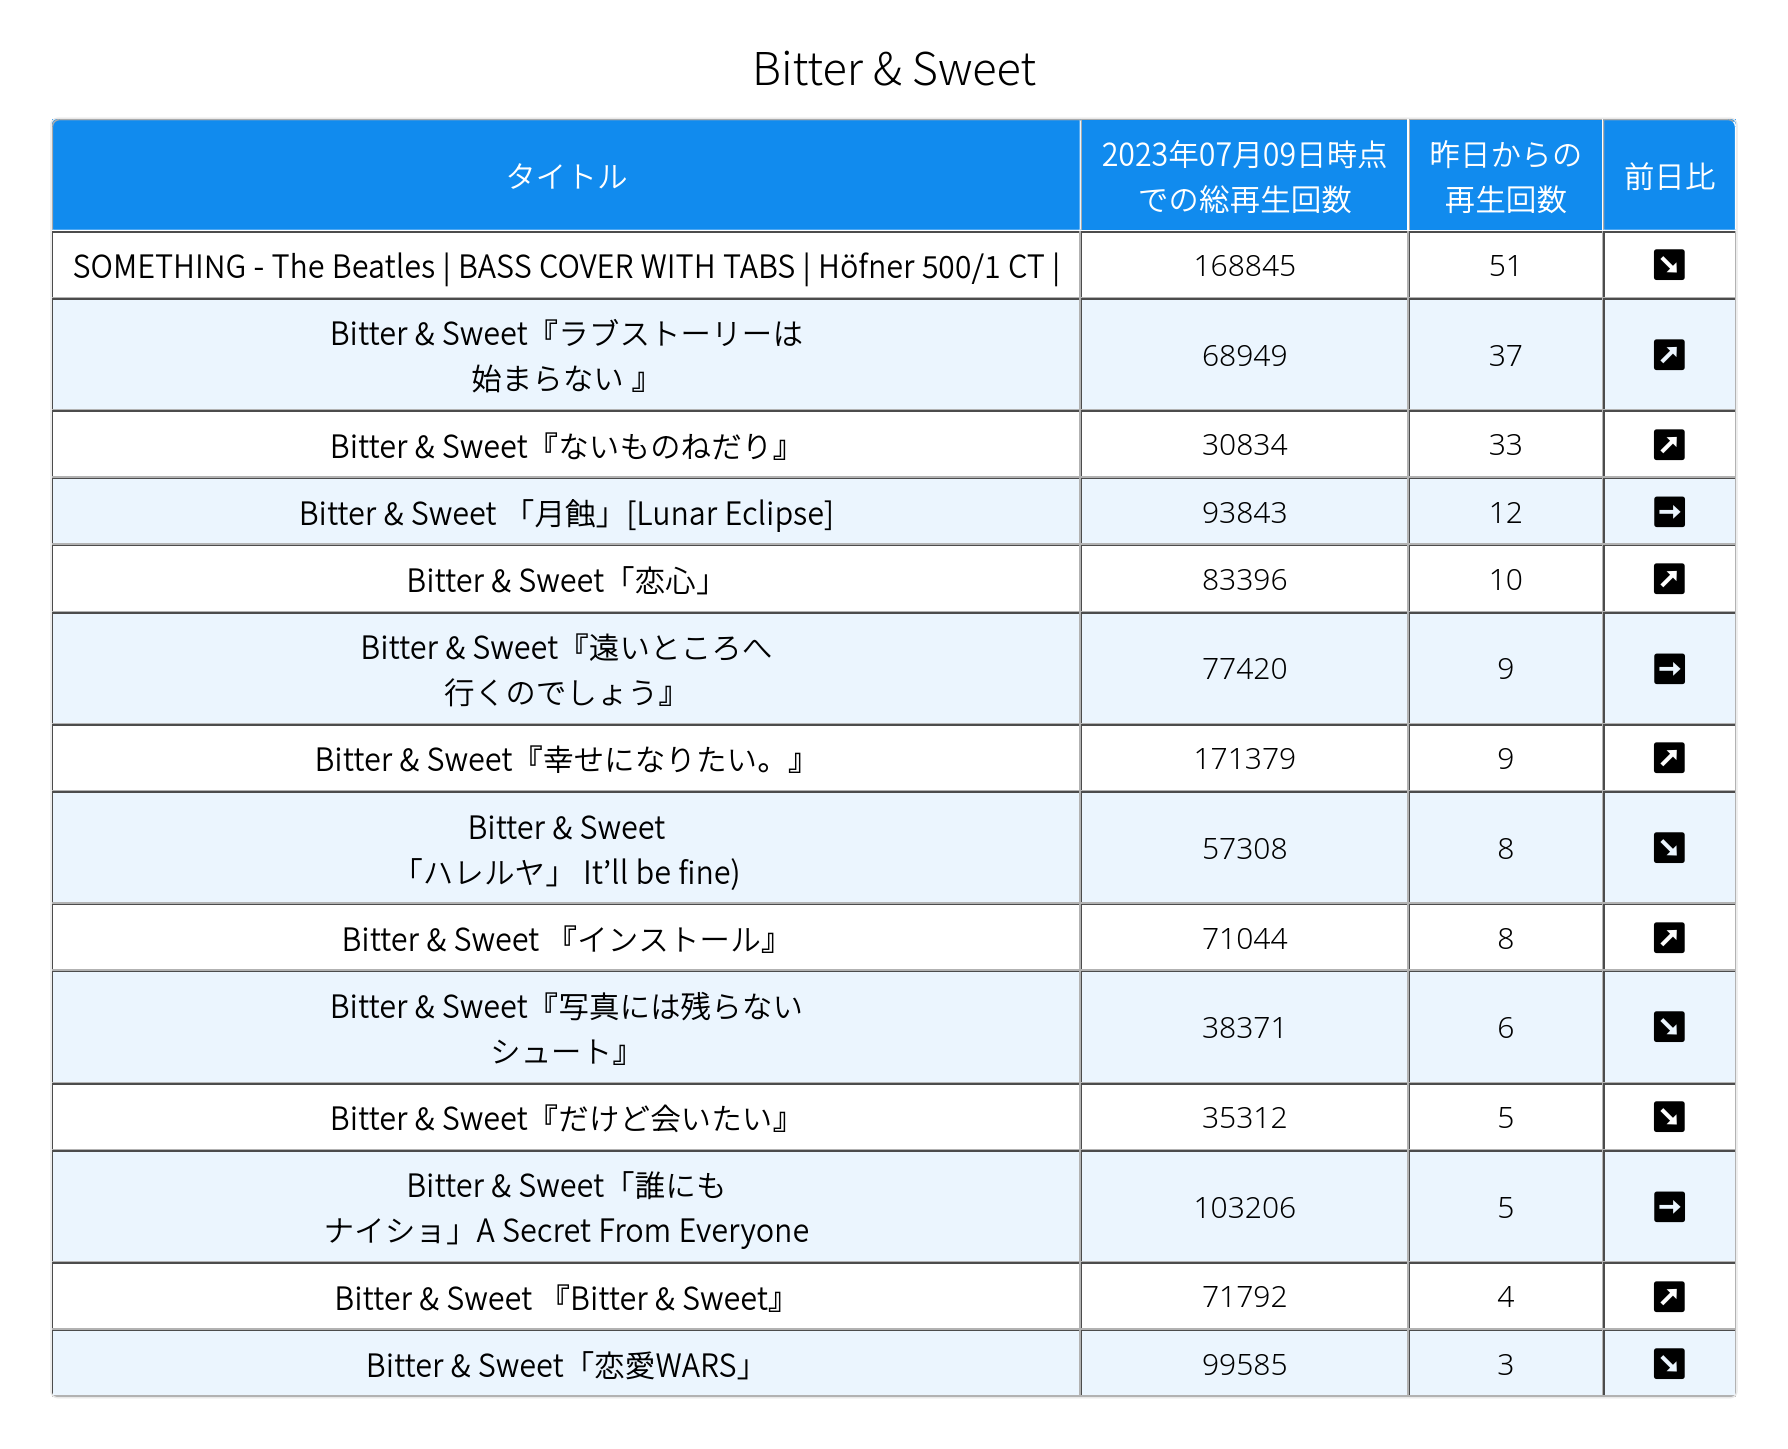 Bitter & Sweet
タイトル
2023年07月09日時点
での総再生回数
昨日からの
再生回数
前日比
SOMETHING - The Beatles | BASS COVER WITH TABS | Höfner 500/1 CT |
168845
51
Bitter & Sweet『ラブストーリーは
始まらない 』
68949
37
Bitter & Sweet『ないものねだり』
30834
33
Bitter & Sweet 「月蝕」[Lunar Eclipse]
93843
12
Bitter & Sweet「恋心」
83396
10
Bitter & Sweet『遠いところへ
行くのでしょう』
77420
9
Bitter & Sweet『幸せになりたい。』
171379
9
Bitter & Sweet
「ハレルヤ」 It’ll be fine)
57308
8
Bitter & Sweet 『インストール』
71044
8
Bitter & Sweet『写真には残らない
シュート』
38371
6
Bitter & Sweet『だけど会いたい』
35312
5
Bitter & Sweet「誰にも
ナイショ」A Secret From Everyone
103206
5
Bitter & Sweet 『Bitter & Sweet』
71792
4
Bitter & Sweet「恋愛WARS」
99585
3